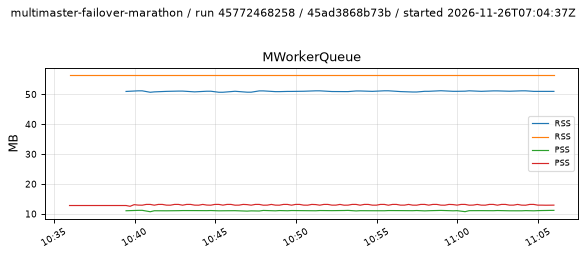 multimaster-failover-marathon / run 45772468258 / 45ad3868b73b / started 2026-11-26T07:04:37Z
MWorkerQueue
MB
50
40
30
20
10
RSS
RSS
PSS
PSS
10:35
10:40
10:45
10:50
10:55
11:00
11:05